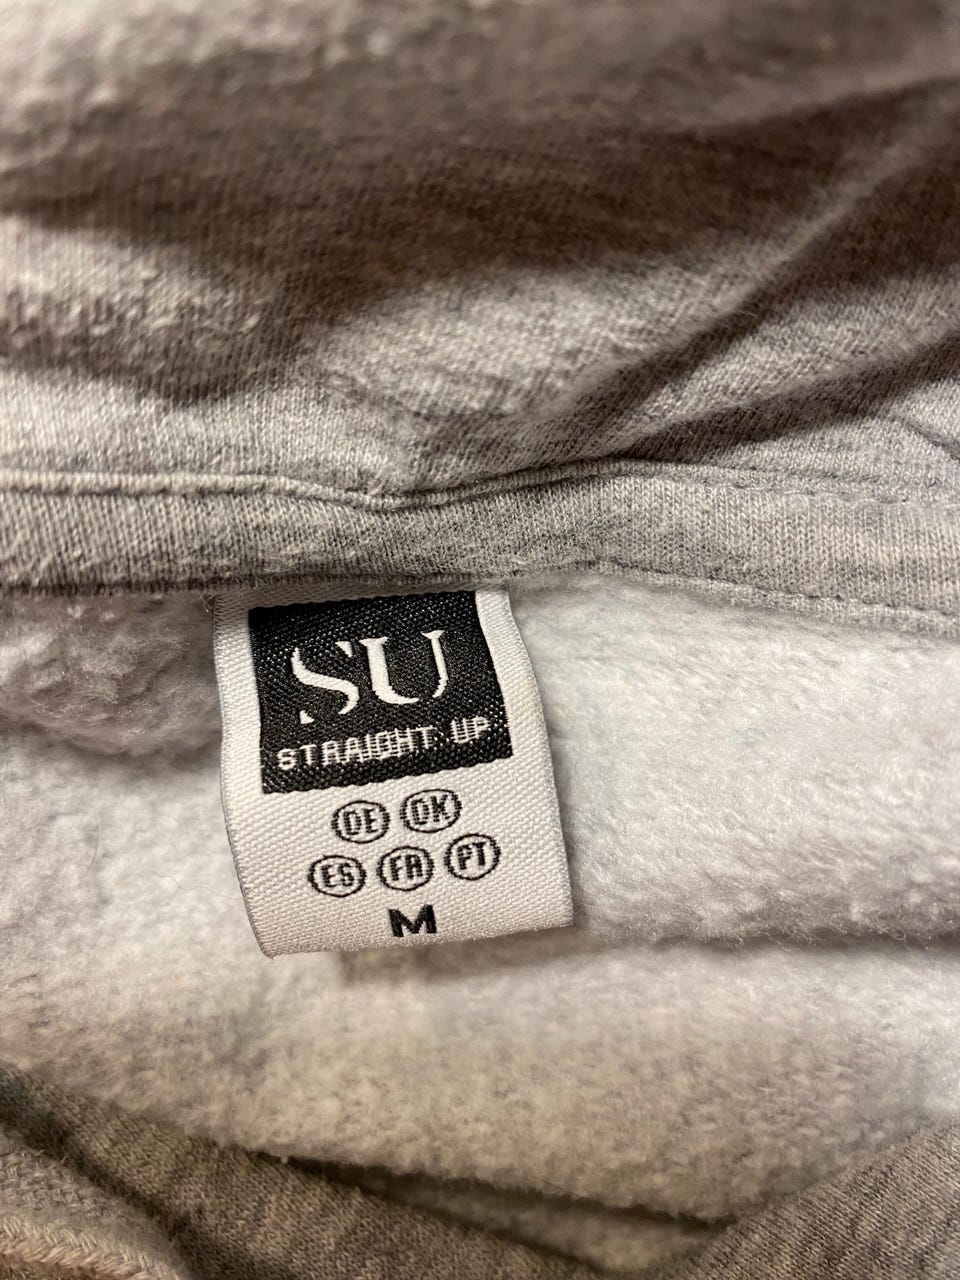 SU
STRAIGHT UP
DE DK
ES FR PT
M